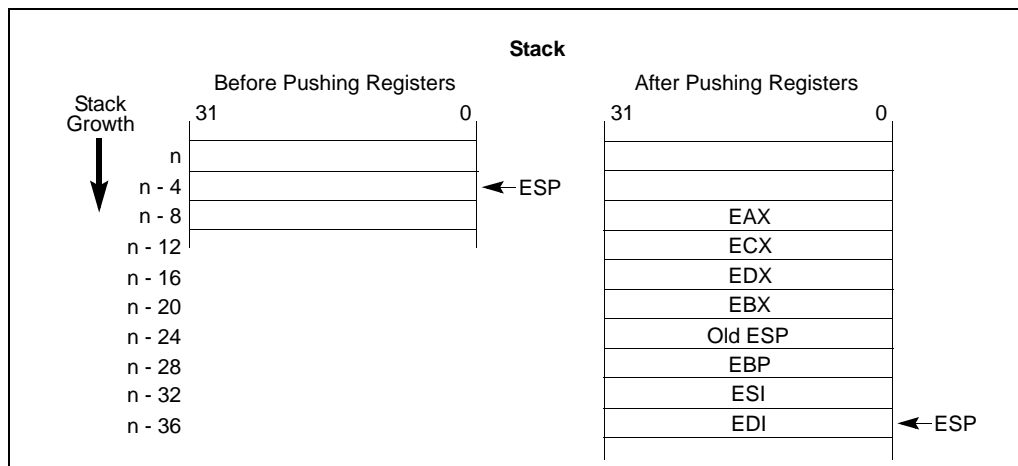 Stack
Before Pushing Registers
After Pushing Registers
Stack
Growth
31
0
31
0
n
n - 4
ESP
n - 8
EAX
n - 12
ECX
n - 16
EDX
n - 20
EBX
n - 24
Old ESP
n - 28
EBP
n - 32
ESI
n - 36
EDI
ESP